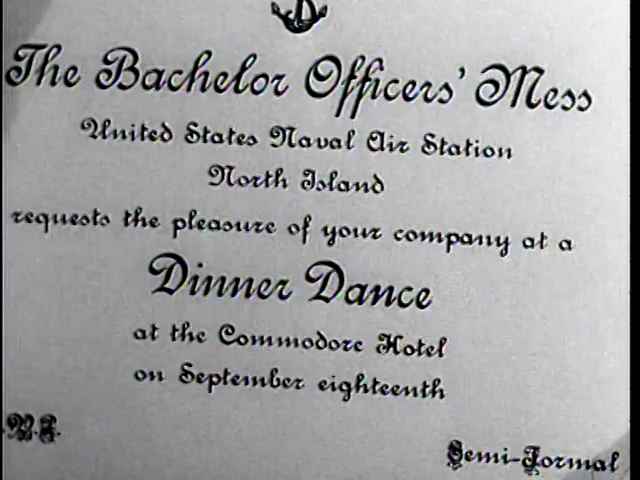 The Bachelor Officers' Mess
United States Naval Air Station
North Island
requests the pleasure of your company at a
Dinner Dance
at the Commodore Hotel
on September eighteenth
Semi-Formal